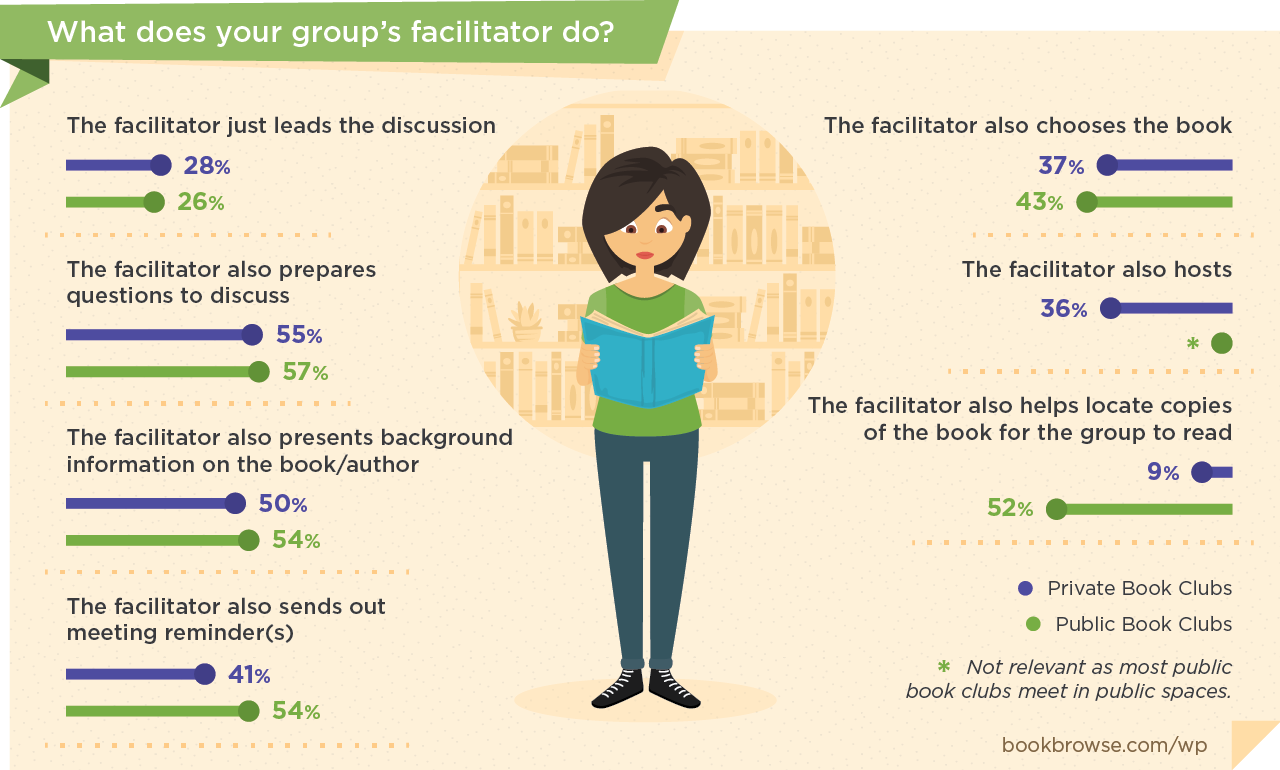 What does your group's facilitator do?
The facilitator just leads the discussion
28%
26%
The facilitator also prepares
questions to discuss
55%
57%
The facilitator also presents background
information on the book/author
50%
54%
The facilitator also sends out
meeting reminder(s)
41%
54%
The facilitator also chooses the book
37%
43%
The facilitator also hosts
36%
*
The facilitator also helps locate copies
of the book for the group to read
9%
52%
Private Book Clubs
Public Book Clubs
* Not relevant as most public
book clubs meet in public spaces.
bookbrowse.com/wp